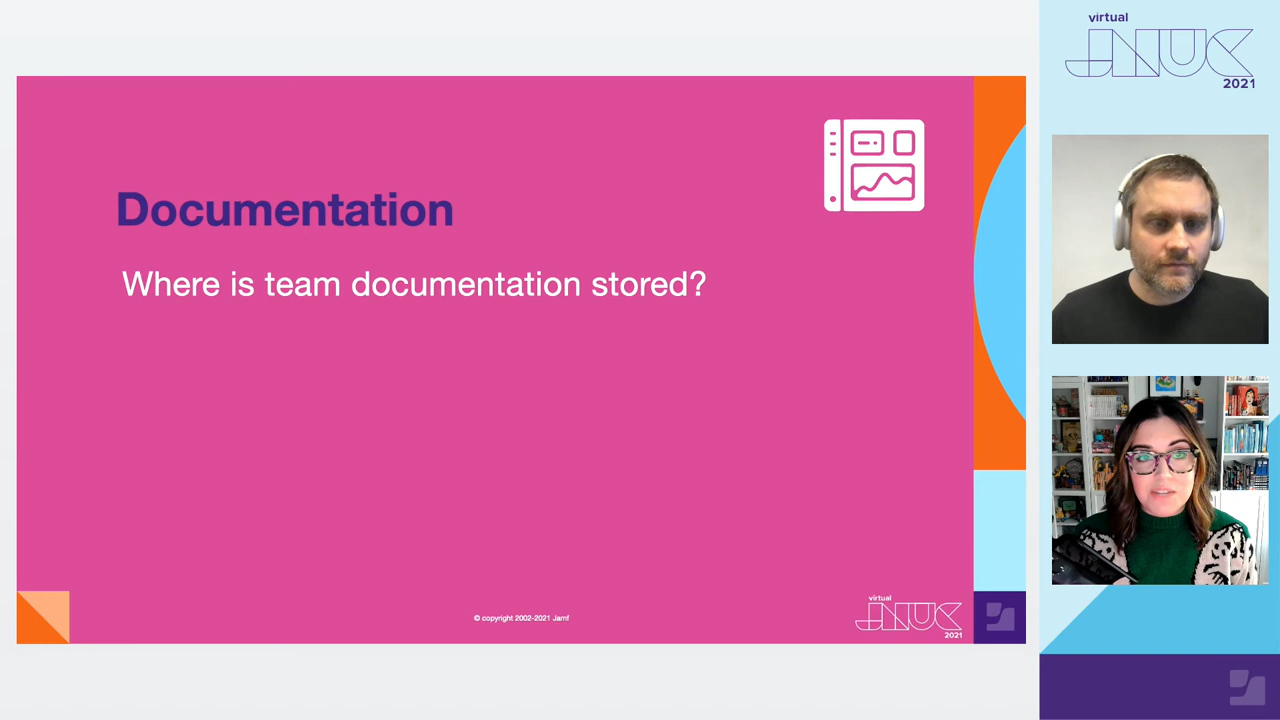 Documentation
Where is team documentation stored?
© copyright 2002-2021 Jamf
virtual
JNUC
2021
virtual
JNUC
2021